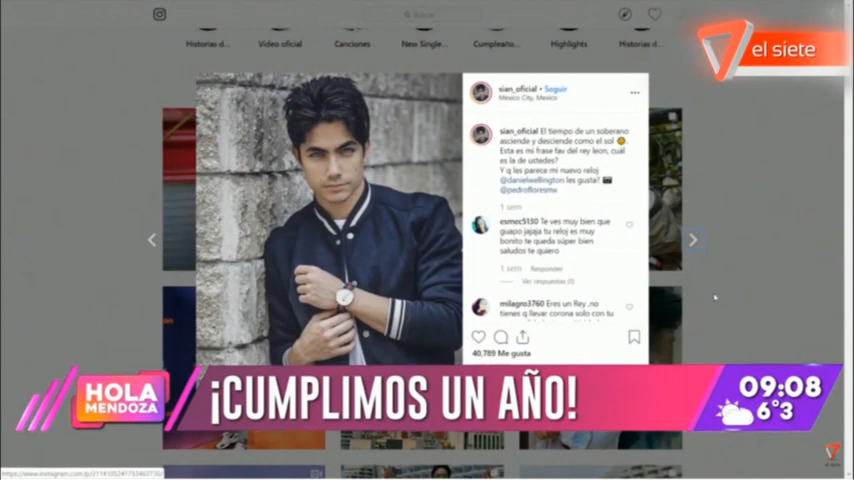 Buscar
Historias d...
Video oficial
Canciones
New Single...
Cumpleaño...
Highlights
Historias d...
el siete
sian_oficial • Seguir
Mexico City, Mexico
sian_oficial El tiempo de un soberano
asciende y desciende como el sol
Esta es mi frase fav del rey leon, cuál
es la de ustedes?
Y q les parece mi nuevo reloj
@danielwellington les gusta?
@pedrofloresmx
1 sem
esmec5130 Te ves muy bien que
guapo jajaja tu reloj es muy
bonito te queda súper bien
saludos te quiero
1 sem Responder
Ver respuestas (1)
milagro3760 Eres un Rey ,no
tienes q llevar corona solo con tu
40,789 Me gusta
HOLA
MENDOZA
¡CUMPLIMOS UN AÑO!
09:08
6°3
el siete